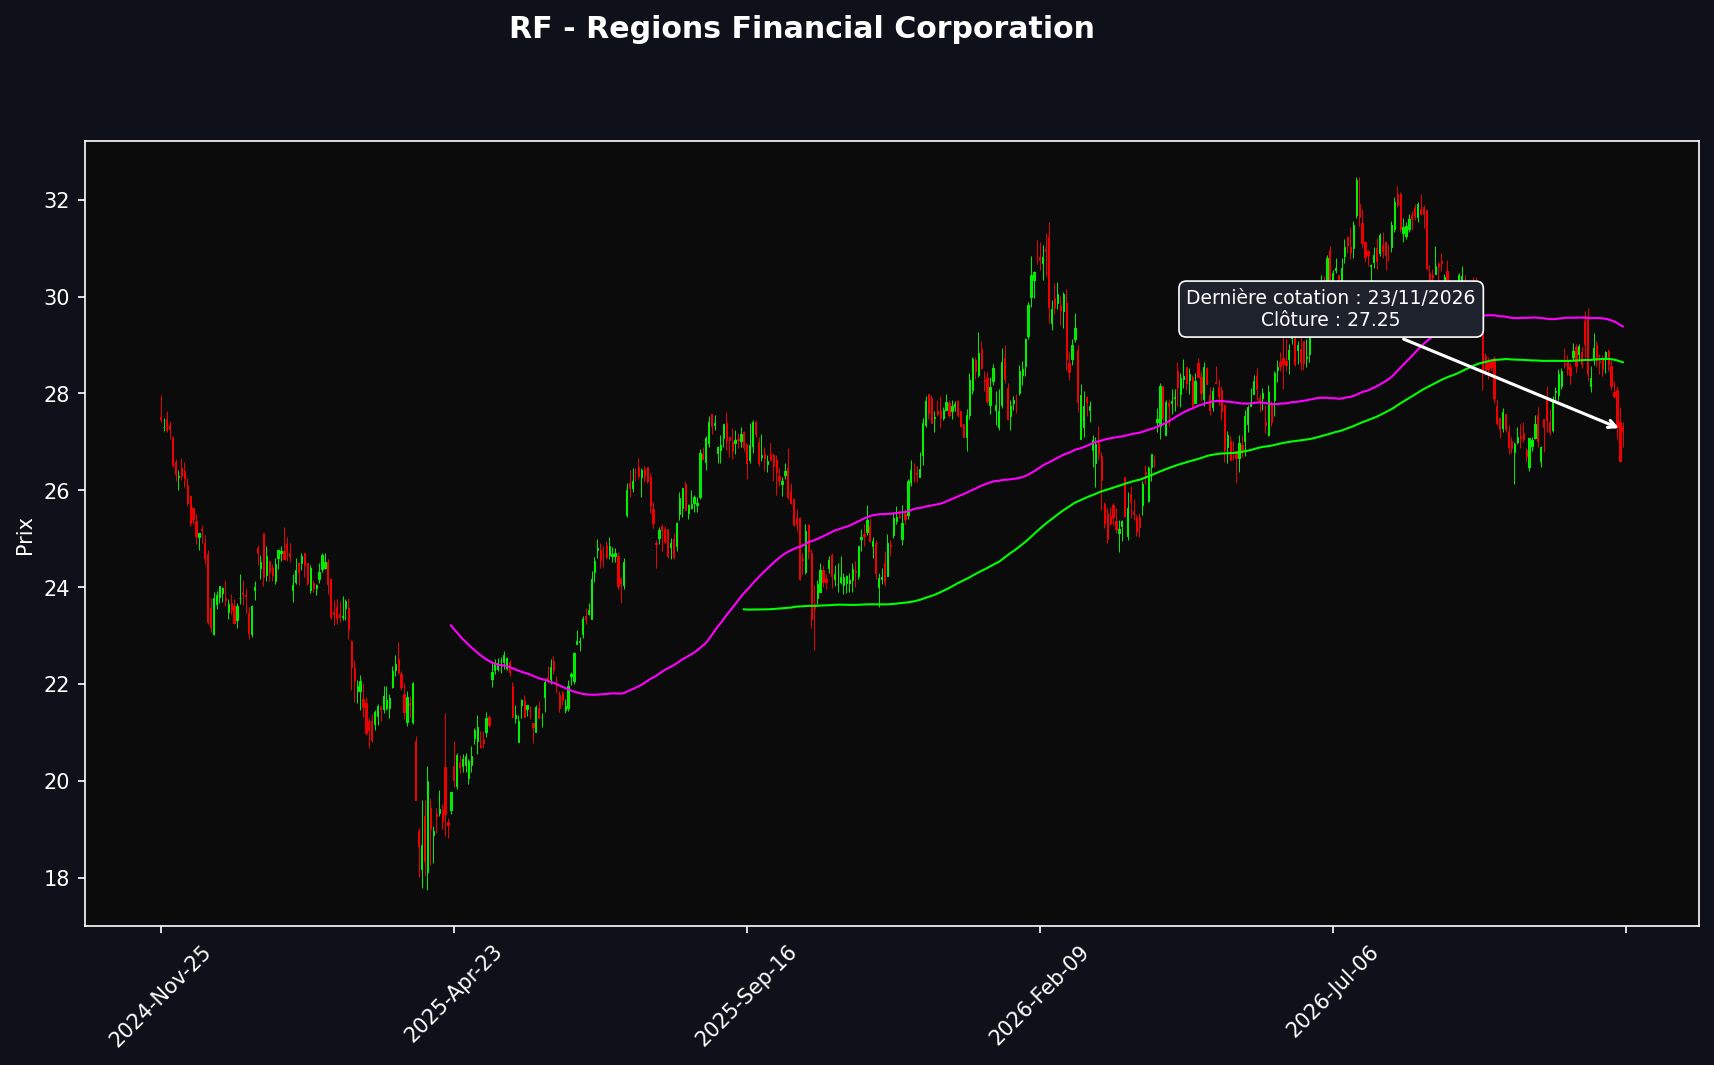 RF - Regions Financial Corporation
Prix
32
30
28
26
24
22
20
18
Dernière cotation : 23/11/2026
Clôture : 27.25
2024-Nov-25
2025-Apr-23
2025-Sep-16
2026-Feb-09
2026-Jul-06